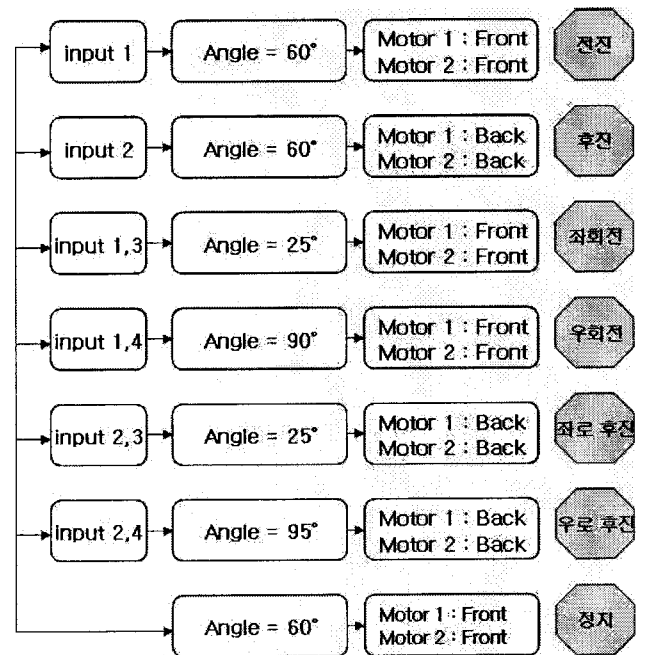 input 1
Angle = 60°
Motor 1 : Front
Motor 2 : Front
전진
input 2
Angle = 60°
Motor 1 : Back
Motor 2 : Back
후진
input 1,3
Angle = 25°
Motor 1 : Front
Motor 2 : Front
좌회전
input 1,4
Angle = 90°
Motor 1 : Front
Motor 2 : Front
우회전
input 2,3
Angle = 25°
Motor 1 : Back
Motor 2 : Back
좌로 후진
input 2,4
Angle = 95°
Motor 1 : Back
Motor 2 : Back
우로 후진
Angle = 60°
Motor 1 : Front
Motor 2 : Front
정지